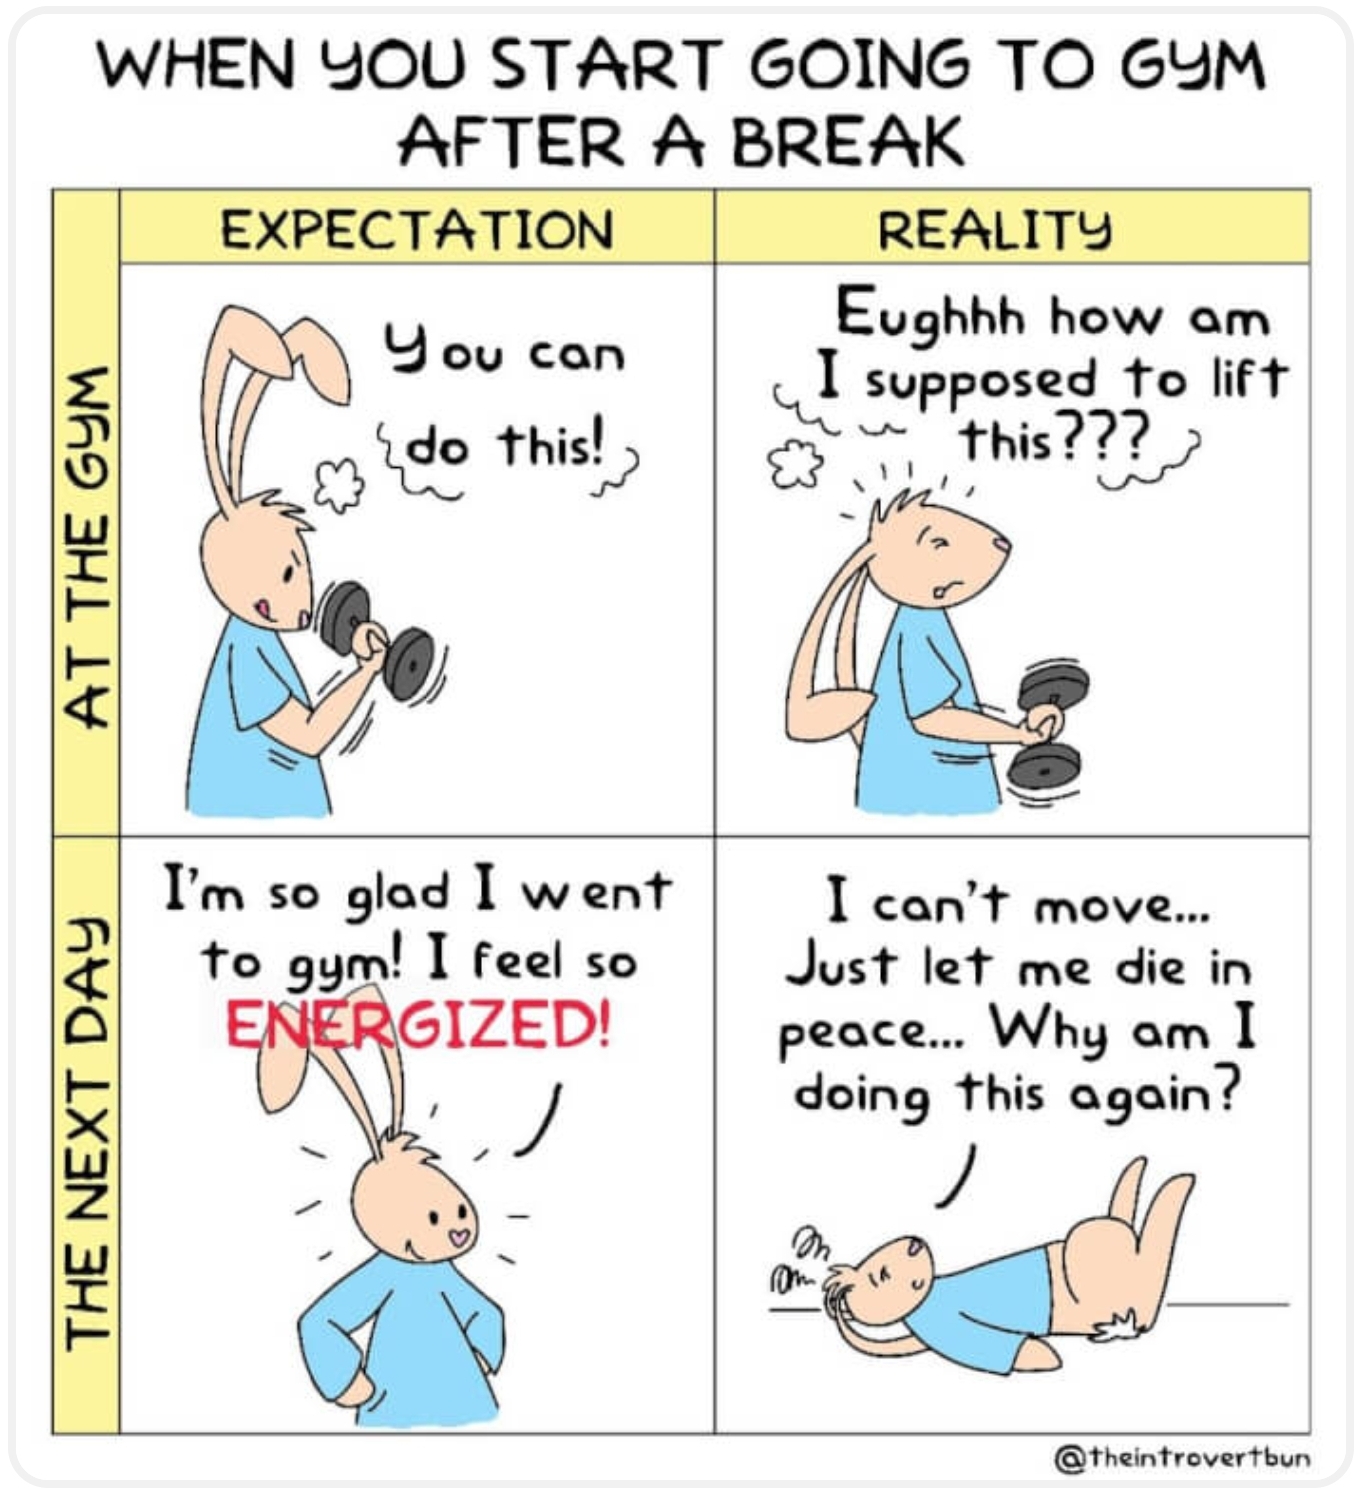 WHEN YOU START GOING TO GYM
AFTER A BREAK
EXPECTATION
REALITY
AT THE GYM
You can
do this!
Eughhh how am
I supposed to lift
this???
THE NEXT DAY
I'm so glad I went
to gym! I feel so
ENERGIZED!
I can't move...
Just let me die in
peace... Why am I
doing this again?
@theintrovertbun